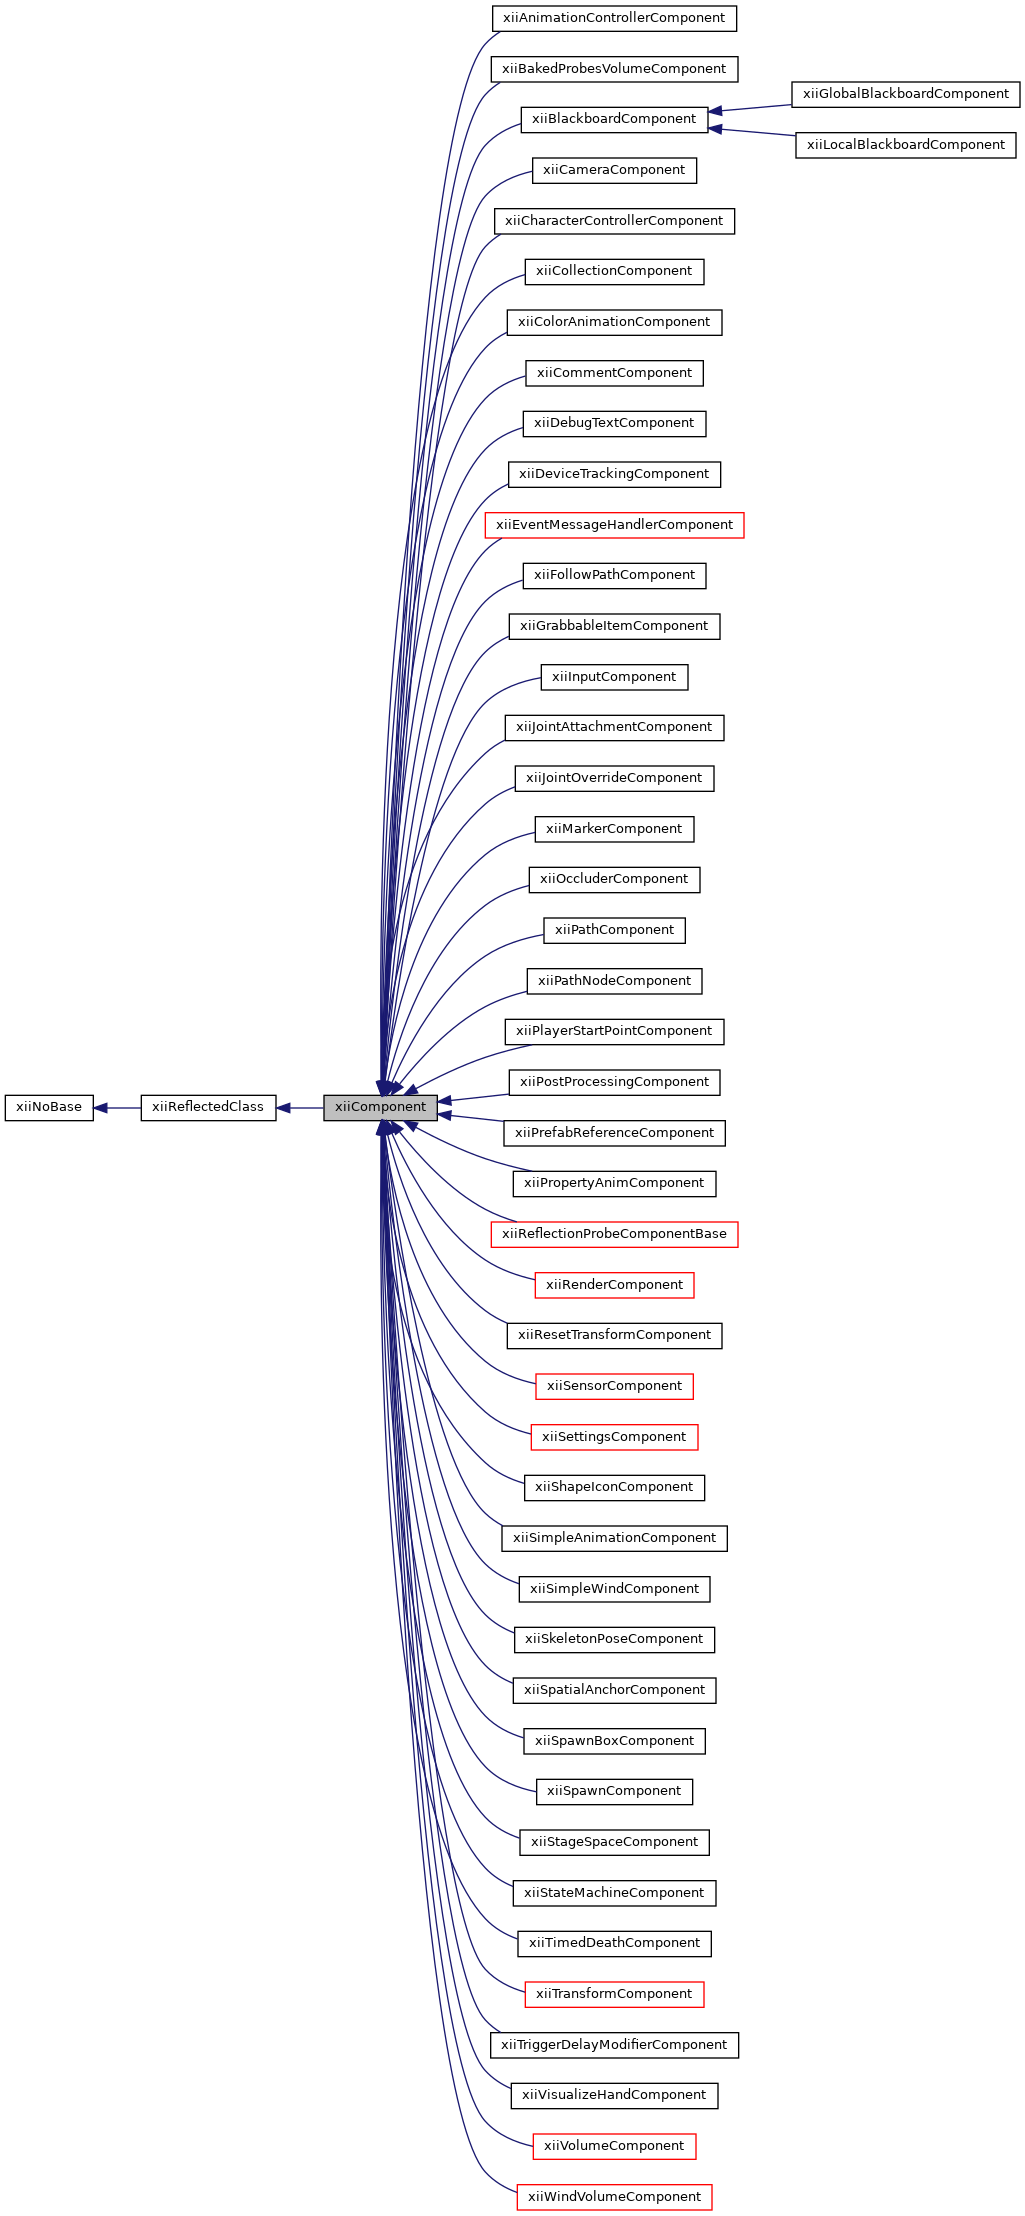 xiiAnimationControllerComponent
xiiBakedProbesVolumeComponent
xiiGlobalBlackboardComponent
xiiBlackboardComponent
xiiLocalBlackboardComponent
xiiCameraComponent
xiiCharacterControllerComponent
xiiCollectionComponent
xiiColorAnimationComponent
xiiCommentComponent
xiiDebugTextComponent
xiiDeviceTrackingComponent
xiiEventMessageHandlerComponent
xiiFollowPathComponent
xiiGrabbableItemComponent
xiiInputComponent
xiiJointAttachmentComponent
xiiJointOverrideComponent
xiiMarkerComponent
xiiOccluderComponent
xiiPathComponent
xiiPathNodeComponent
xiiPlayerStartPointComponent
xiiPostProcessingComponent
xiiNoBase
xiiReflectedClass
xiiComponent
xiiPrefabReferenceComponent
xiiPropertyAnimComponent
xiiReflectionProbeComponentBase
xiiRenderComponent
xiiResetTransformComponent
xiiSensorComponent
xiiSettingsComponent
xiiShapeIconComponent
xiiSimpleAnimationComponent
xiiSimpleWindComponent
xiiSkeletonPoseComponent
xiiSpatialAnchorComponent
xiiSpawnBoxComponent
xiiSpawnComponent
xiiStageSpaceComponent
xiiStateMachineComponent
xiiTimedDeathComponent
xiiTransformComponent
xiiTriggerDelayModifierComponent
xiiVisualizeHandComponent
xiiVolumeComponent
xiiWindVolumeComponent